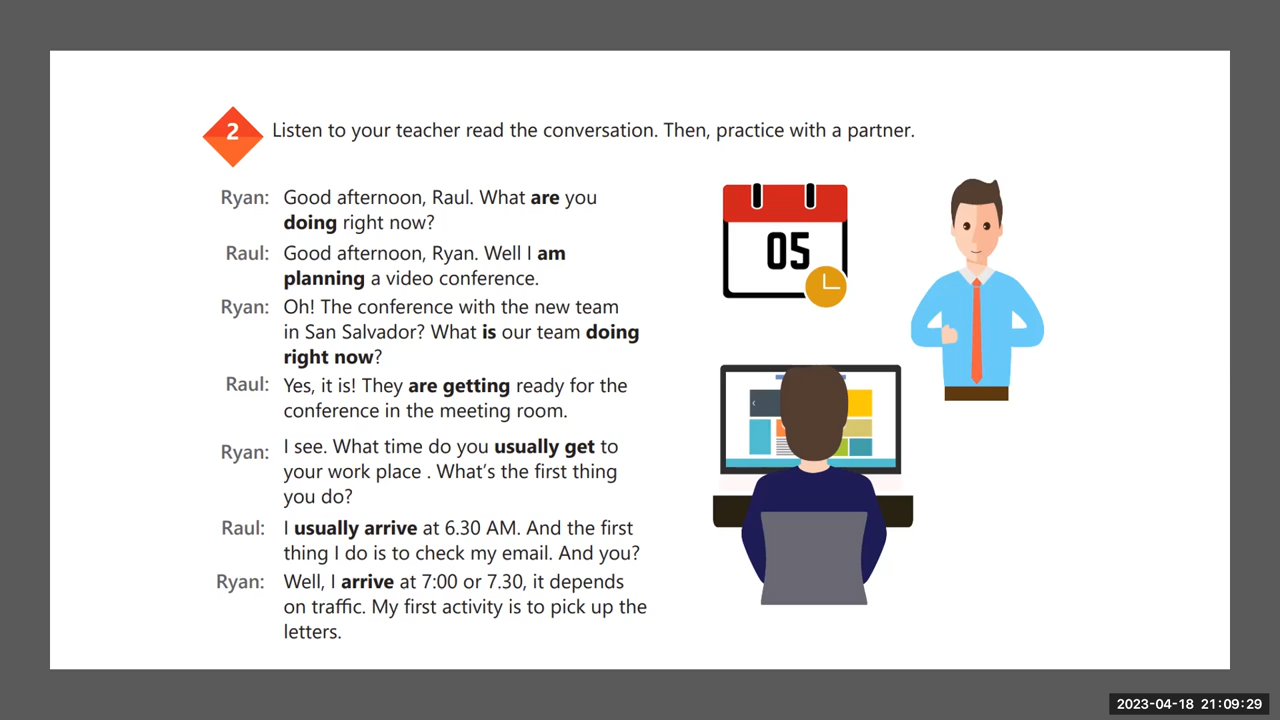 2
Listen to your teacher read the conversation. Then, practice with a partner.
Ryan: Good afternoon, Raul. What are you
doing right now?
Raul: Good afternoon, Ryan. Well I am
planning a video conference.
Ryan: Oh! The conference with the new team
in San Salvador? What is our team doing
right now?
Raul: Yes, it is! They are getting ready for the
conference in the meeting room.
Ryan: I see. What time do you usually get to
your work place . What's the first thing
you do?
Raul: I usually arrive at 6.30 AM. And the first
thing I do is to check my email. And you?
Ryan: Well, I arrive at 7:00 or 7.30, it depends
on traffic. My first activity is to pick up the
letters.
05
2023-04-18 21:09:29